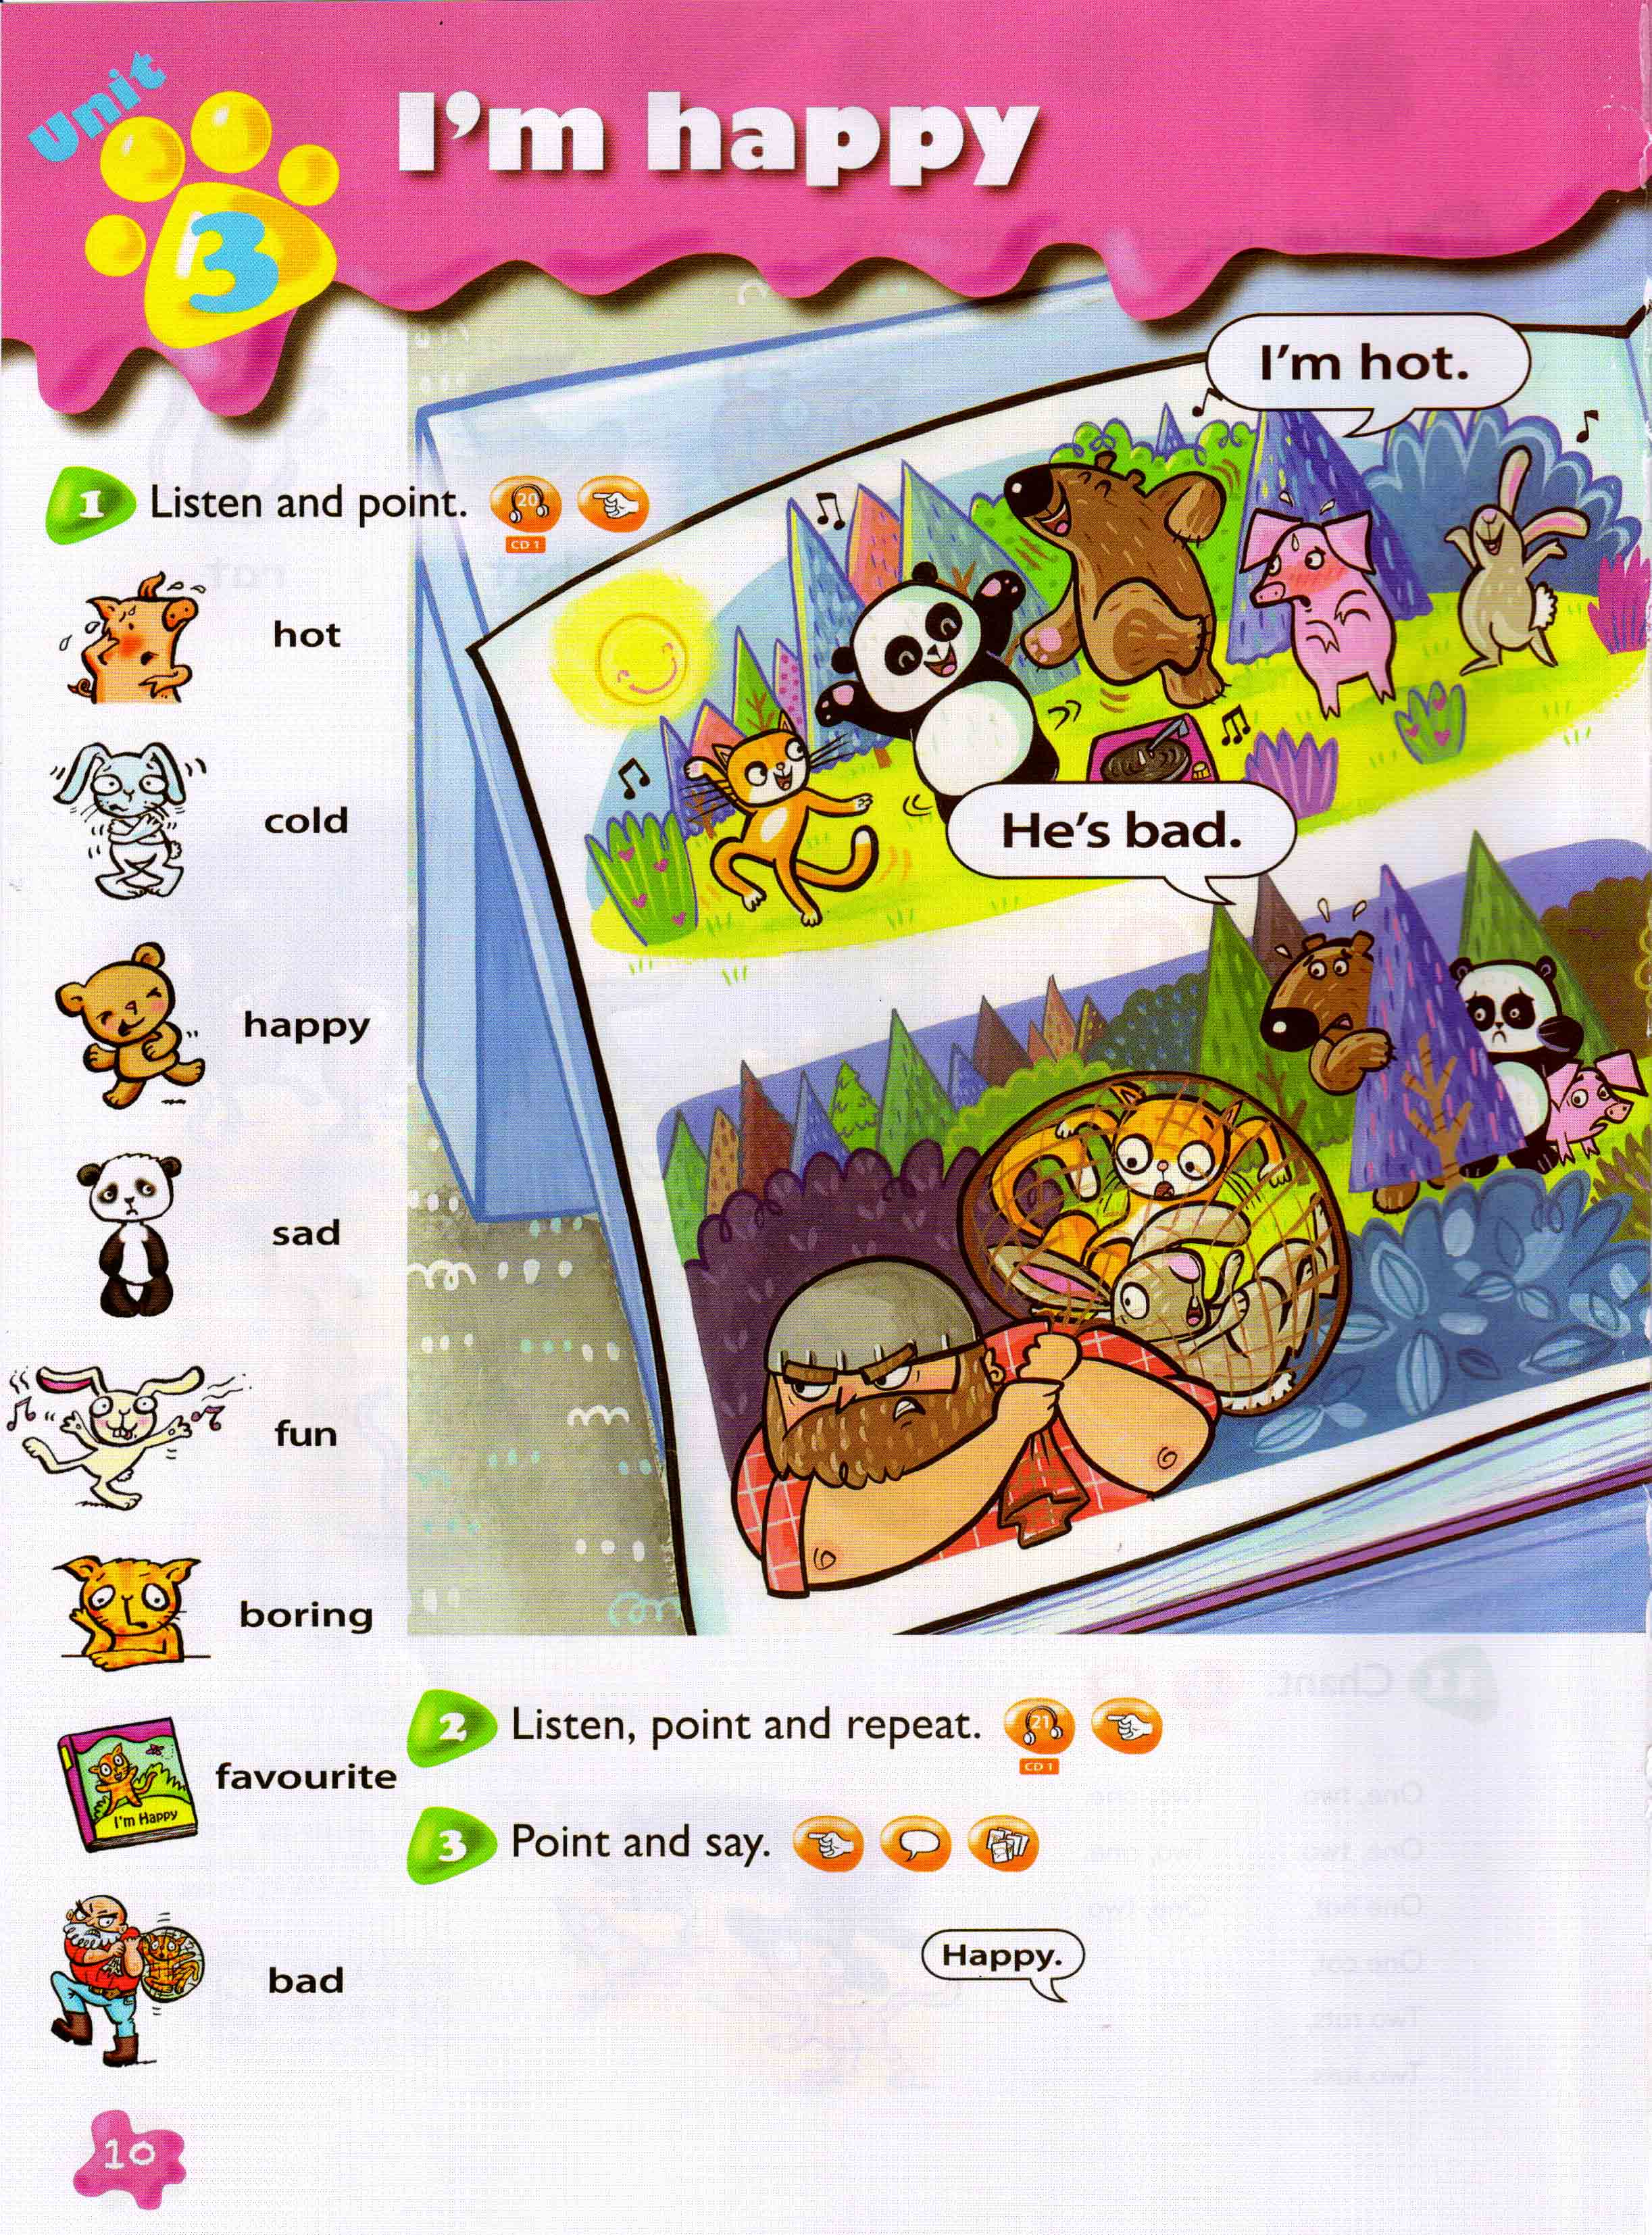 Unit
3
I'm happy
1 Listen and point.
20
CD 1
I'm hot.
He's bad.
hot
cold
happy
sad
fun
boring
favourite
I'm Happy
bad
2 Listen, point and repeat.
21
CD 1
3 Point and say.
Happy.
10